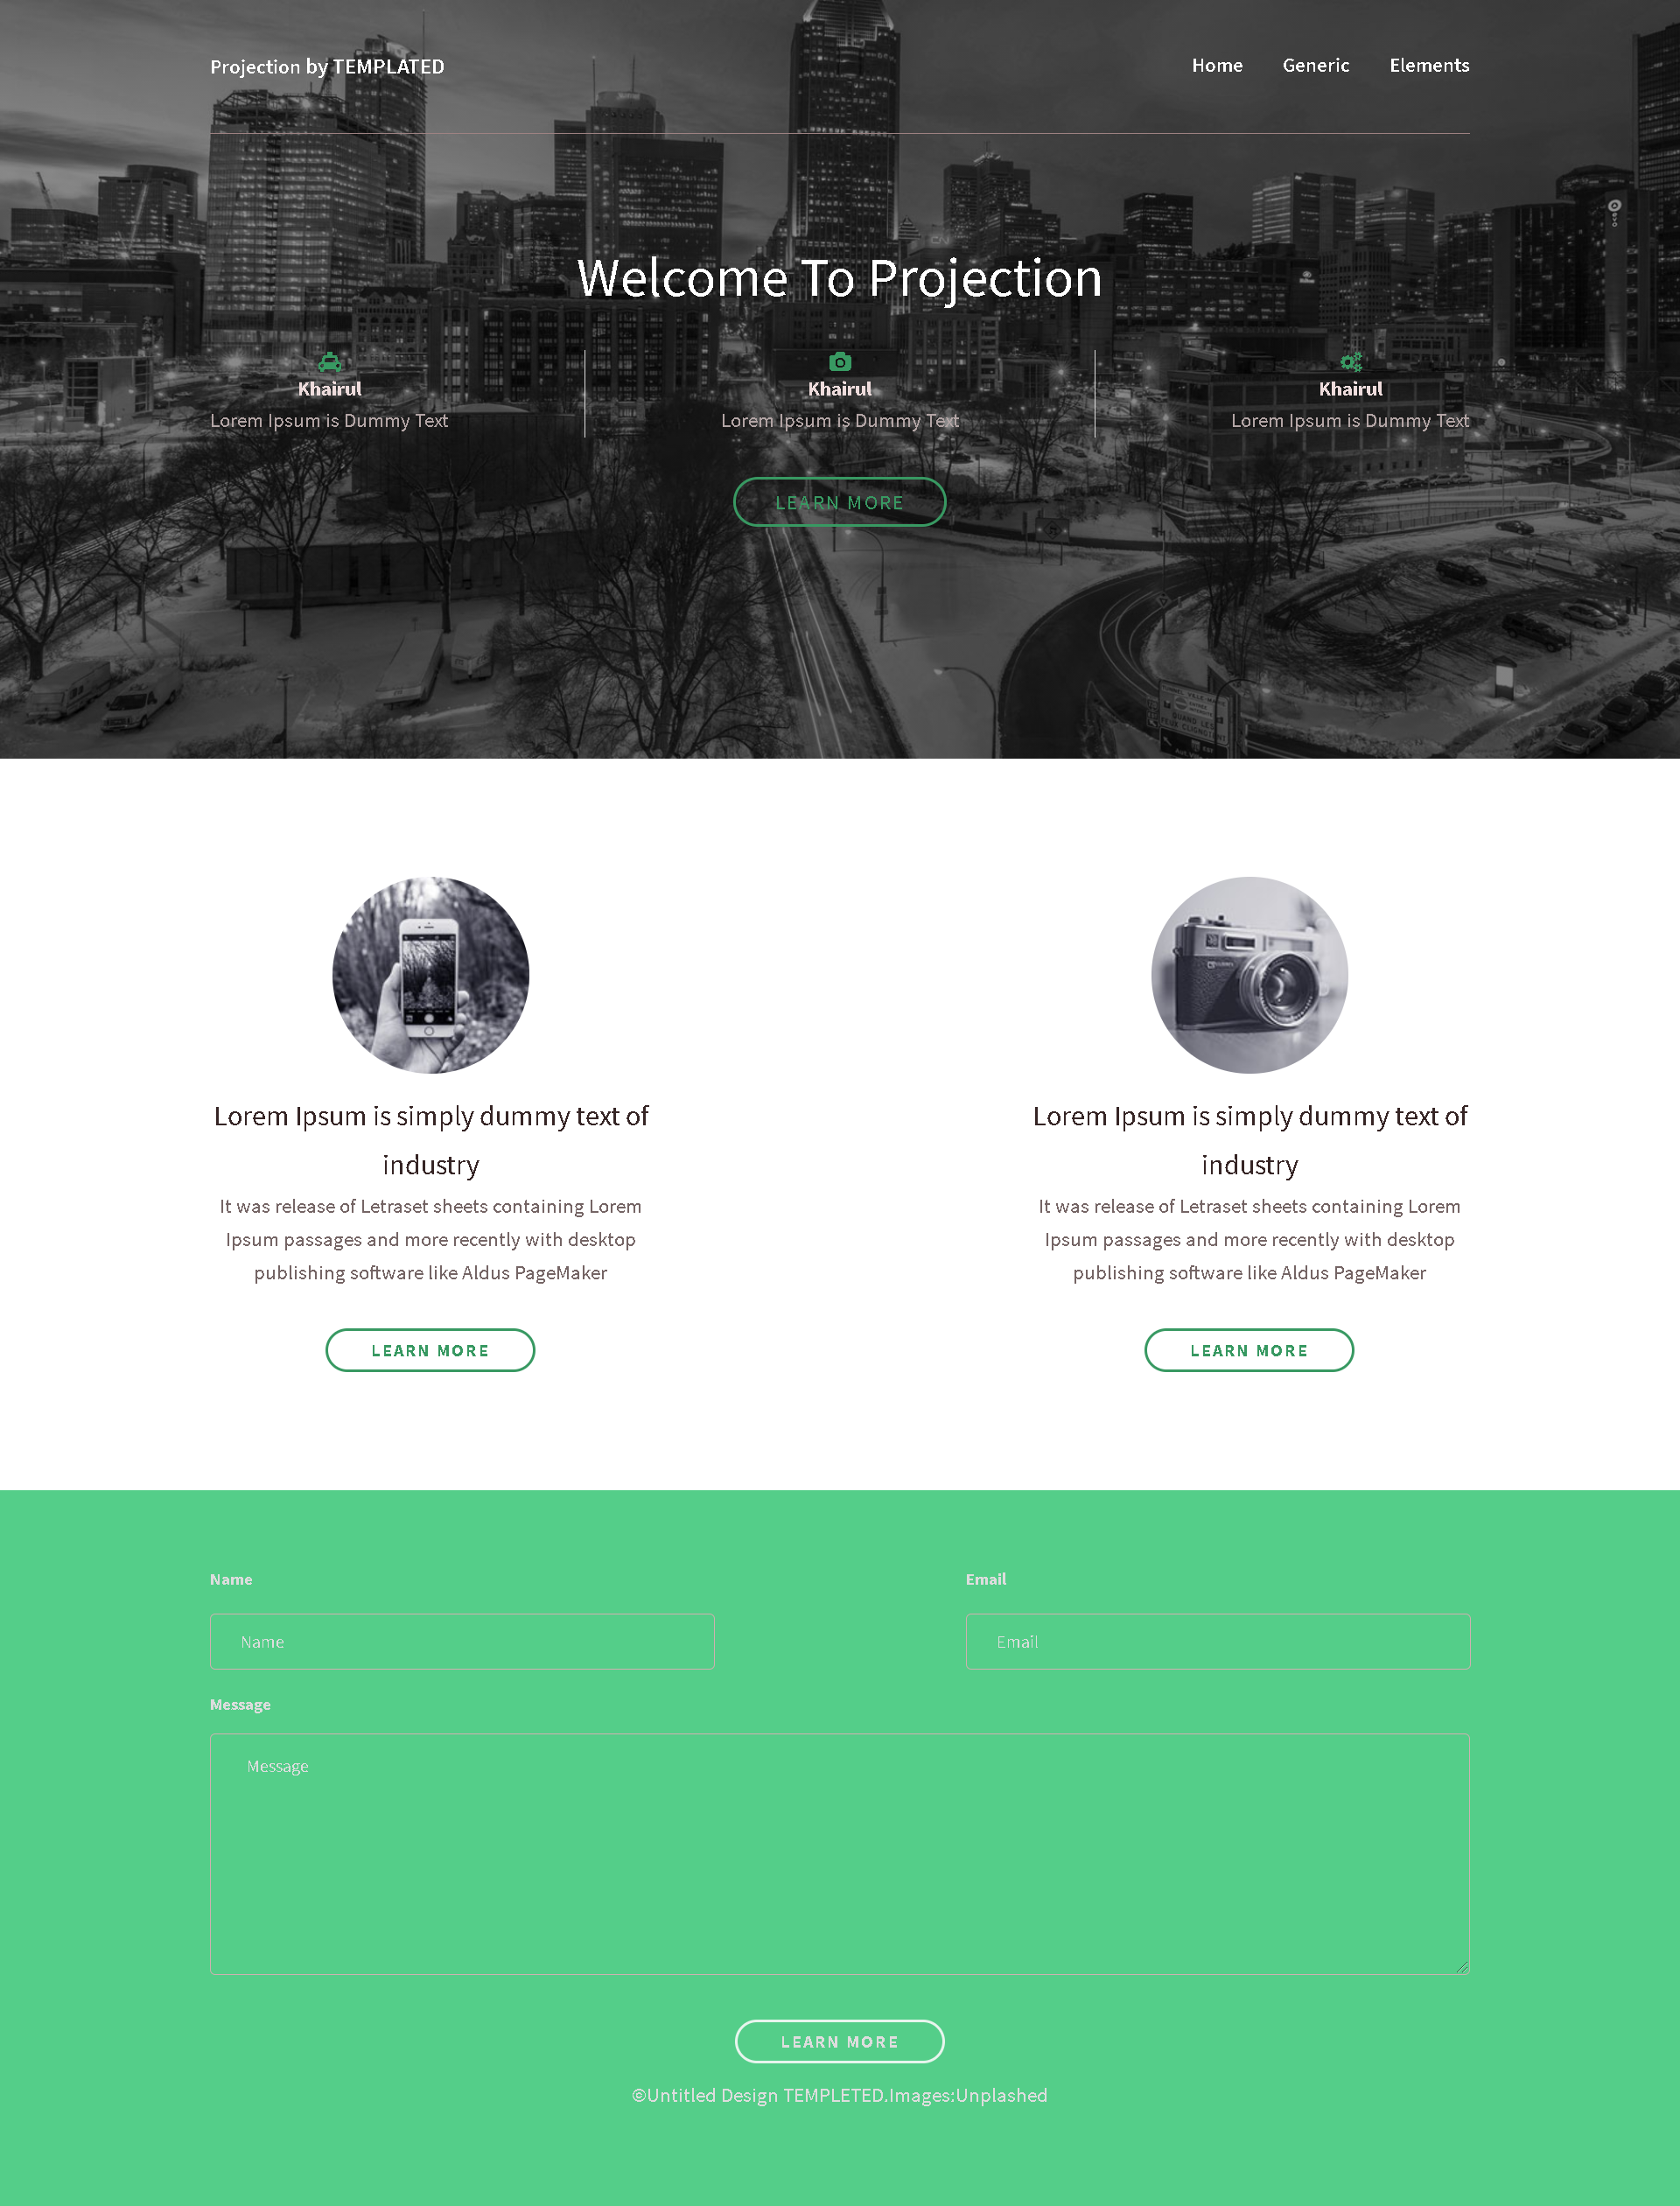 Projection by TEMPLATED
Home Generic Elements
Welcome To Projection
Khairul
Lorem Ipsum is Dummy Text
Khairul
Lorem Ipsum is Dummy Text
Khairul
Lorem Ipsum is Dummy Text
LEARN MORE
Lorem Ipsum is simply dummy text of
industry
It was release of Letraset sheets containing Lorem
Ipsum passages and more recently with desktop
publishing software like Aldus PageMaker
LEARN MORE
Lorem Ipsum is simply dummy text of
industry
It was release of Letraset sheets containing Lorem
Ipsum passages and more recently with desktop
publishing software like Aldus PageMaker
LEARN MORE
Name
Name
Email
Email
Message
Message
LEARN MORE
©Untitled Design TEMPLETED.Images:Unplashed